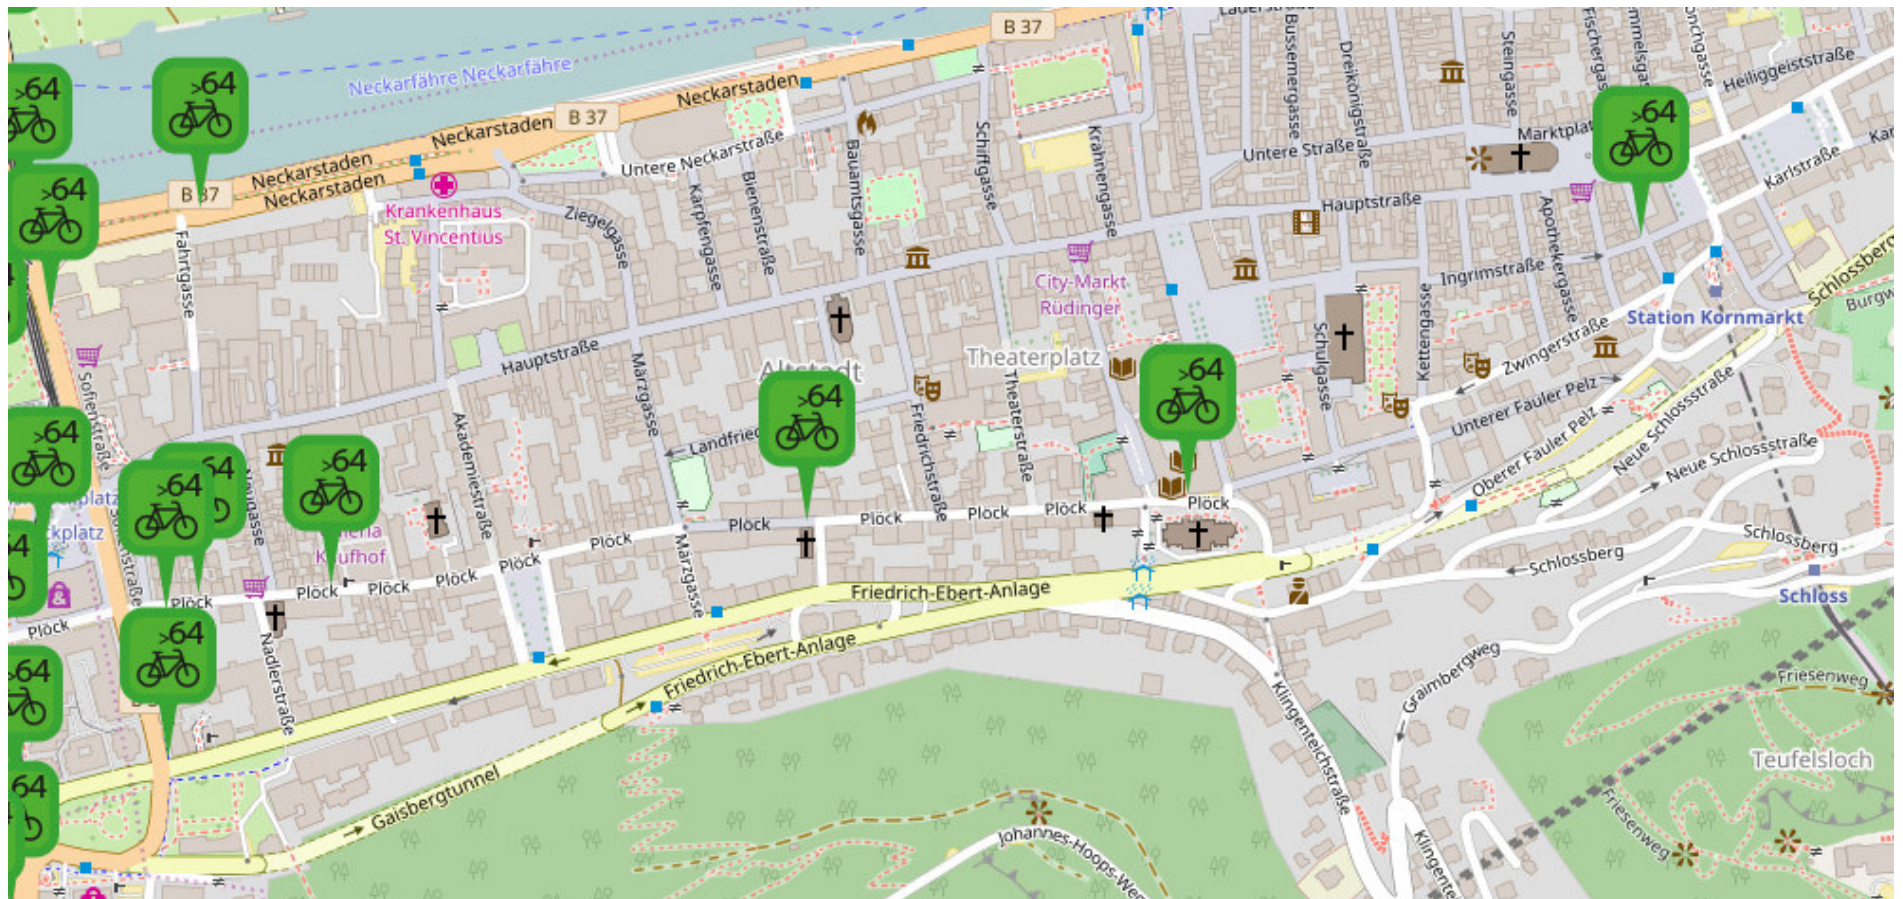 B 37
Lauerstraße
Neckarfähre Neckarfähre
>64
>64
>64
>64
Neckarstaden
B 37
Neckarstaden
Neckarstaden
Neckarstaden
B 37
Untere Neckarstraße
Krankenhaus
St. Vincentius
Ziegelgasse
Karpfengasse
Bienenstraße
Bauamtsgasse
Schiffgasse
Krahnengasse
Bussemergasse
Dreikönigstraße
Steingasse
Heiliggeiststraße
Marktplatz
Untere Straße
Karlstraße
Hauptstraße
Apothekergasse
Ingrimstraße
Fahrtgasse
City-Markt
Rüdinger
Schlossberg
Station Kornmarkt
Zwingerstraße
Kettengasse
Schulgasse
Sofienstraße
Hauptstraße
Märzgasse
Altstadt
Theaterplatz
Theaterstraße
>64
>64
Unterer Fauler Pelz
Oberer Fauler Pelz
Neue Schlossstraße
Neue Schlossstraße
Akademiestraße
Friedrichstraße
>64
>64
>64
>64
Kaufhof
Plöck
Plöck
Plöck
Plöck
Plöck
Plöck
Plöck
Plöck
Plöck
Plöck
Plöck
Plöck
Plöck
Märzgasse
Schlossberg
Schlossberg
Schloss
Friedrich-Ebert-Anlage
Friedrich-Ebert-Anlage
>64
>64
Nadlerstraße
Klingenteichstraße
Graimbergweg
Friesenweg
Teufelsloch
Friesenweg
Gaisbergtunnel
Johannes-Hoops-Weg